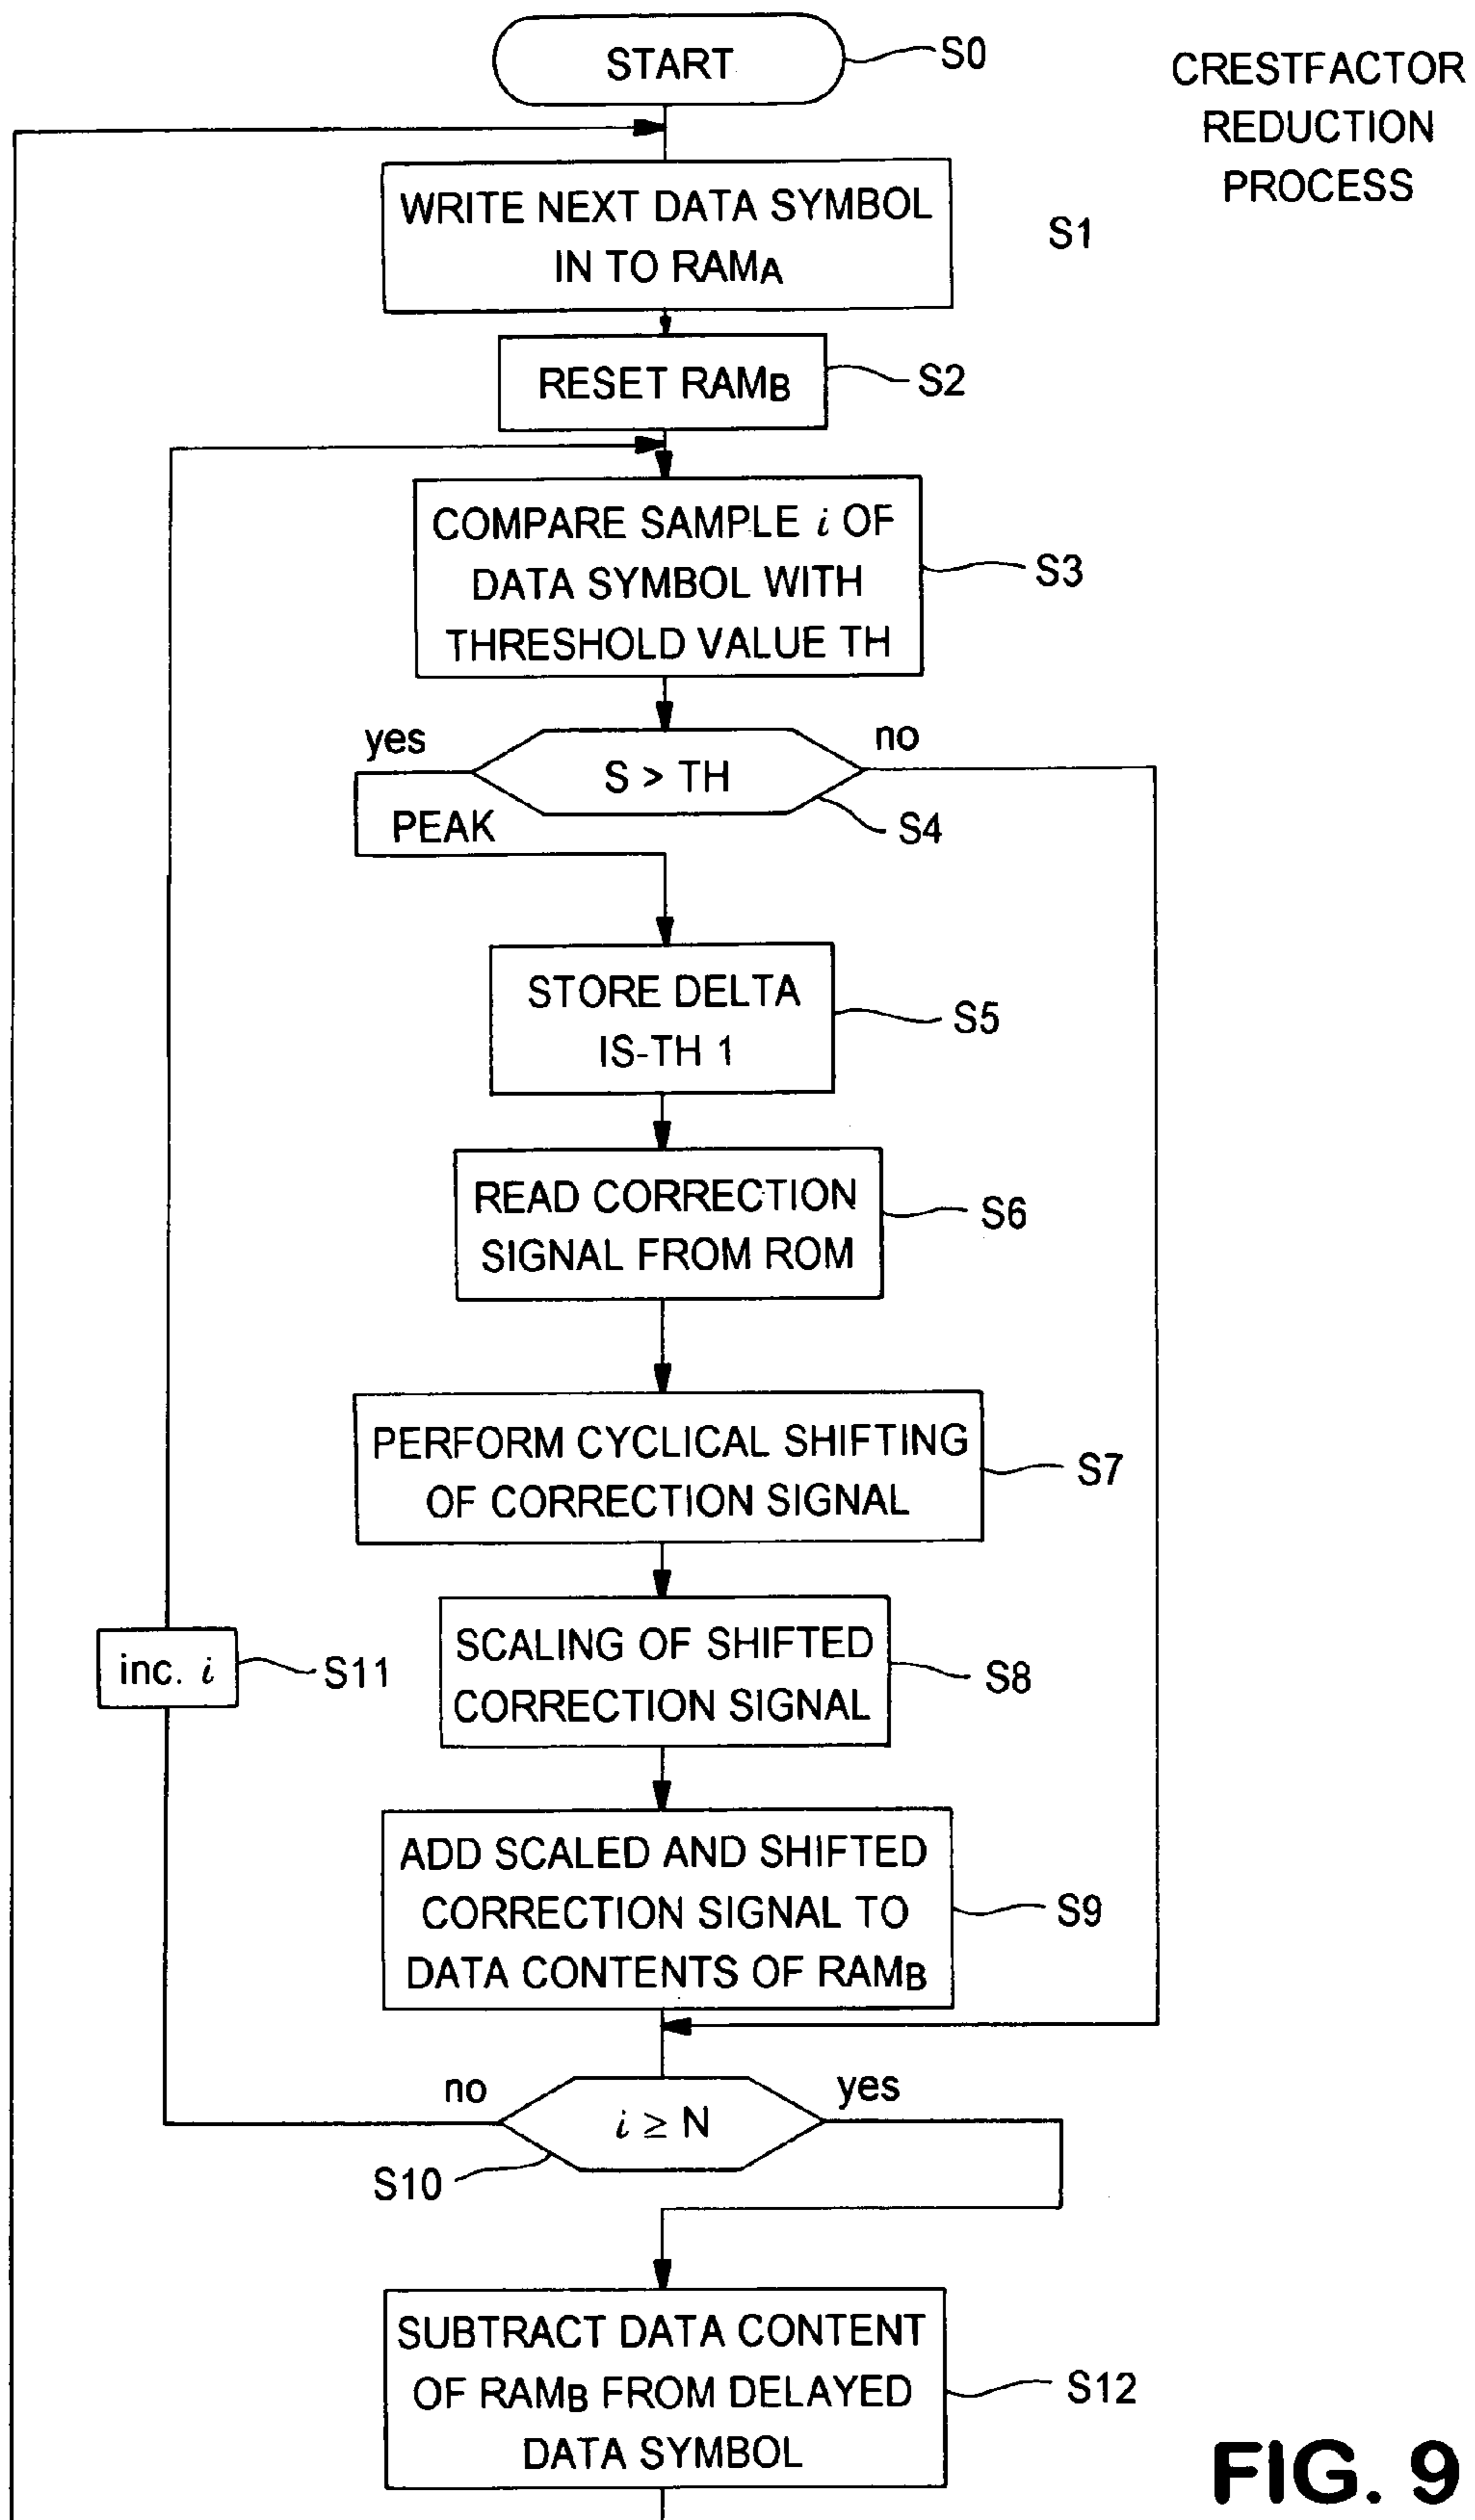 START
S0
CRESTFACTOR
REDUCTION
PROCESS
WRITE NEXT DATA SYMBOL
IN TO RAMA
S1
RESET RAMB
S2
COMPARE SAMPLE i OF
DATA SYMBOL WITH
THRESHOLD VALUE TH
S3
yes
S > TH
no
PEAK
S4
STORE DELTA
IS-TH 1
S5
READ CORRECTION
SIGNAL FROM ROM
S6
PERFORM CYCLICAL SHIFTING
OF CORRECTION SIGNAL
S7
SCALING OF SHIFTED
CORRECTION SIGNAL
S8
inc. i
S11
ADD SCALED AND SHIFTED
CORRECTION SIGNAL TO
DATA CONTENTS OF RAMB
S9
no
i ≥ N
yes
S10
SUBTRACT DATA CONTENT
OF RAMB FROM DELAYED
DATA SYMBOL
S12
FIG. 9